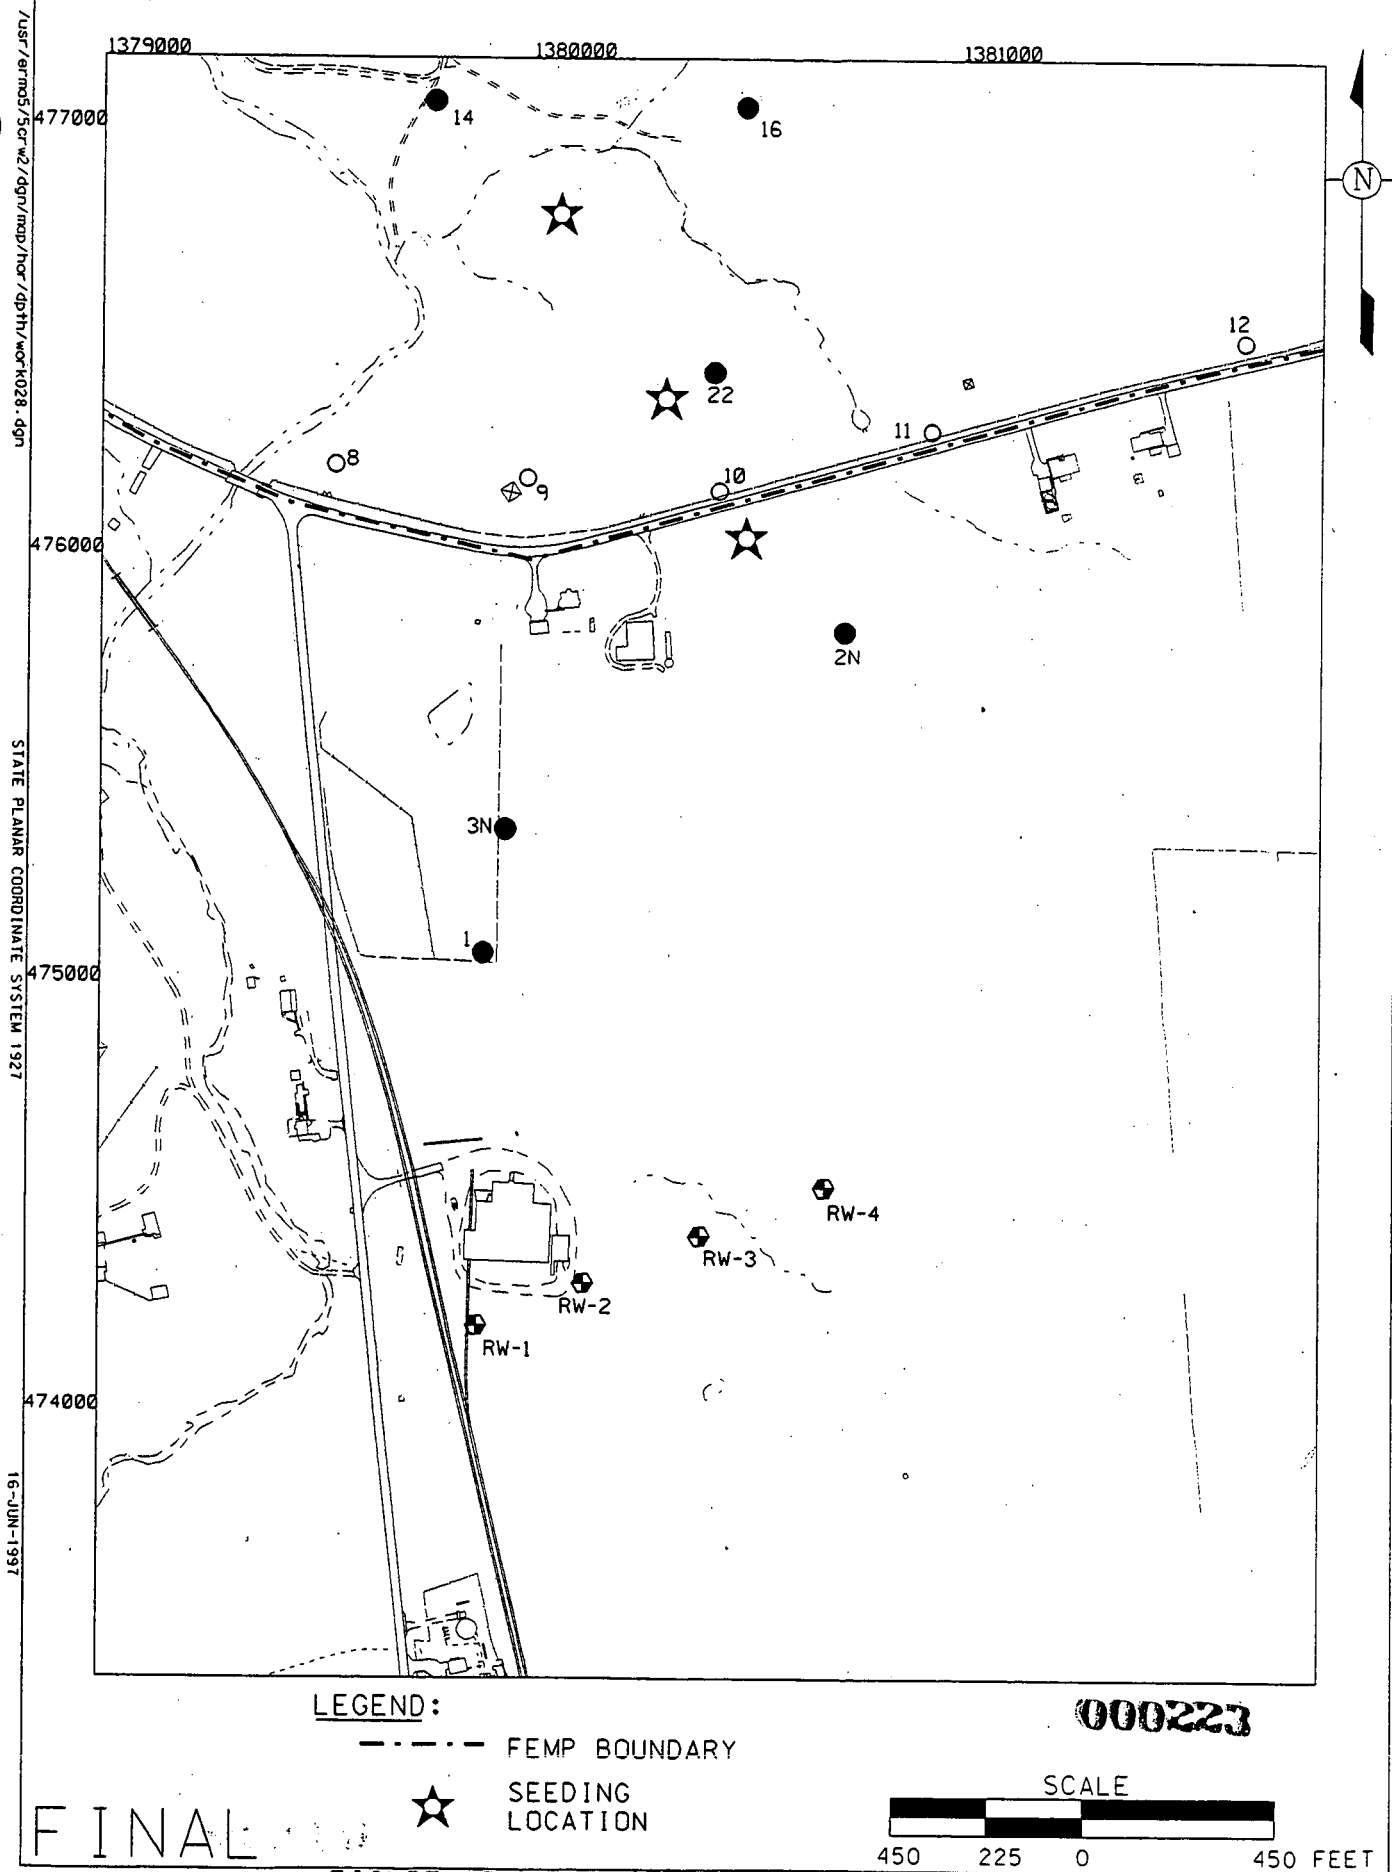 /usr/erma5/5crw2/dgn/map/hor/dpth/work028.dgn
STATE PLANAR COORDINATE SYSTEM 1927
16-JUN-1997
1379000
1380000
1381000
477000
476000
475000
474000
N
14
16
12
22
11
8
9
10
2N
3N
1
RW-4
RW-3
RW-2
RW-1
LEGEND:
000223
FEMP BOUNDARY
SEEDING
LOCATION
SCALE
450 225 0 450 FEET
FINAL